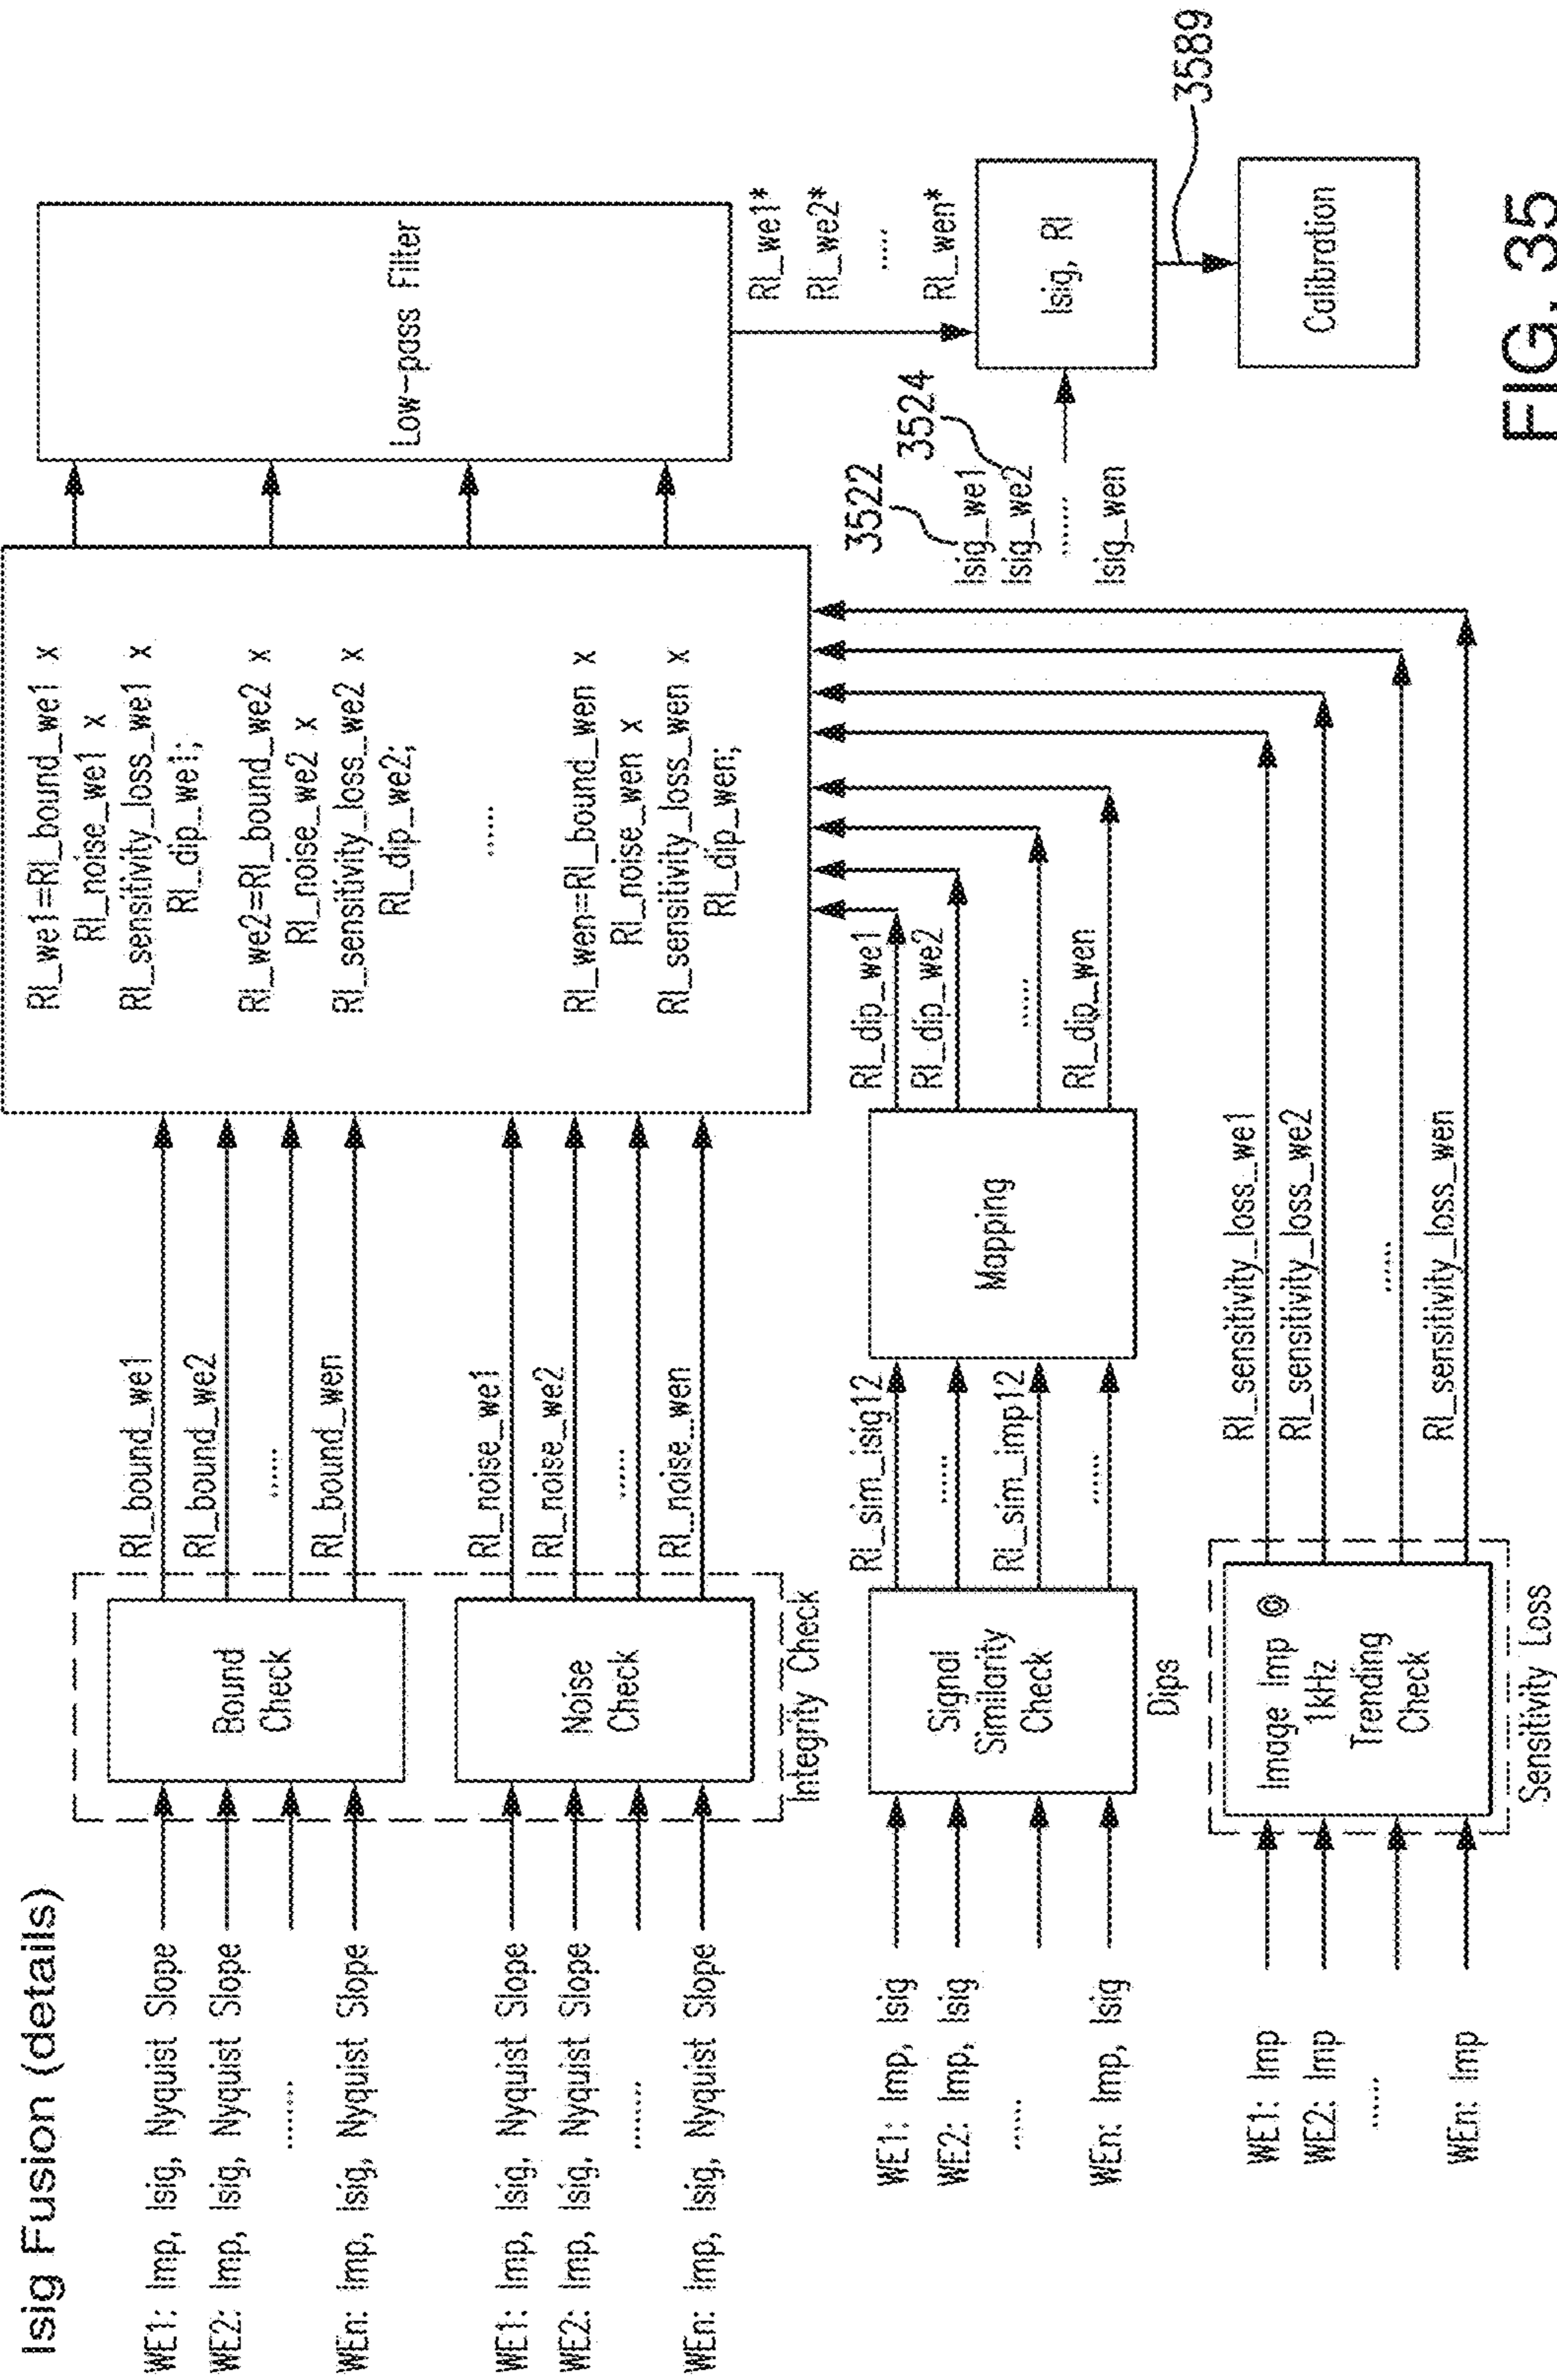 Isig Fusion (details)
WE1: Imp, Isig, Nyquist Slope
WE2: Imp, Isig, Nyquist Slope
.......
WEn: Imp, Isig, Nyquist Slope
WE1: Imp, Isig, Nyquist Slope
WE2: Imp, Isig, Nyquist Slope
.......
WEn: Imp, Isig, Nyquist Slope
WE1: Imp, Isig
WE2: Imp, Isig
......
WEn: Imp, Isig
WE1: Imp
WE2: Imp
......
WEn: Imp
Bound
Check
Noise
Check
Integrity Check
Signal
Similarity
Check
Dips
Image Imp @
1kHz
Trending
Check
Sensitivity Loss
RI_bound_we1
RI_bound_we2
......
RI_bound_wen
RI_noise_we1
RI_noise_we2
......
RI_noise_wen
RI_sim_isig12
......
RI_sim_imp12
......
Mapping
RI_dip_we1
RI_dip_we2
......
RI_dip_wen
RI_sensitivity_loss_we1
RI_sensitivity_loss_we2
......
RI_sensitivity_loss_wen
RI_we1=RI_bound_we1 x
RI_noise_we1 x
RI_sensitivity_loss_we1 x
RI_dip_we1;
RI_we2=RI_bound_we2 x
RI_noise_we2 x
RI_sensitivity_loss_we2 x
RI_dip_we2;
......
RI_wen=RI_bound_wen x
RI_noise_wen x
RI_sensitivity_loss_wen x
RI_dip_wen;
Low-pass Filter
RI_we1*
RI_we2*
.....
RI_wen*
3522
3524
Isig_we1
Isig_we2
.......
Isig_wen
Isig, RI
3589
Calibration
FIG. 35